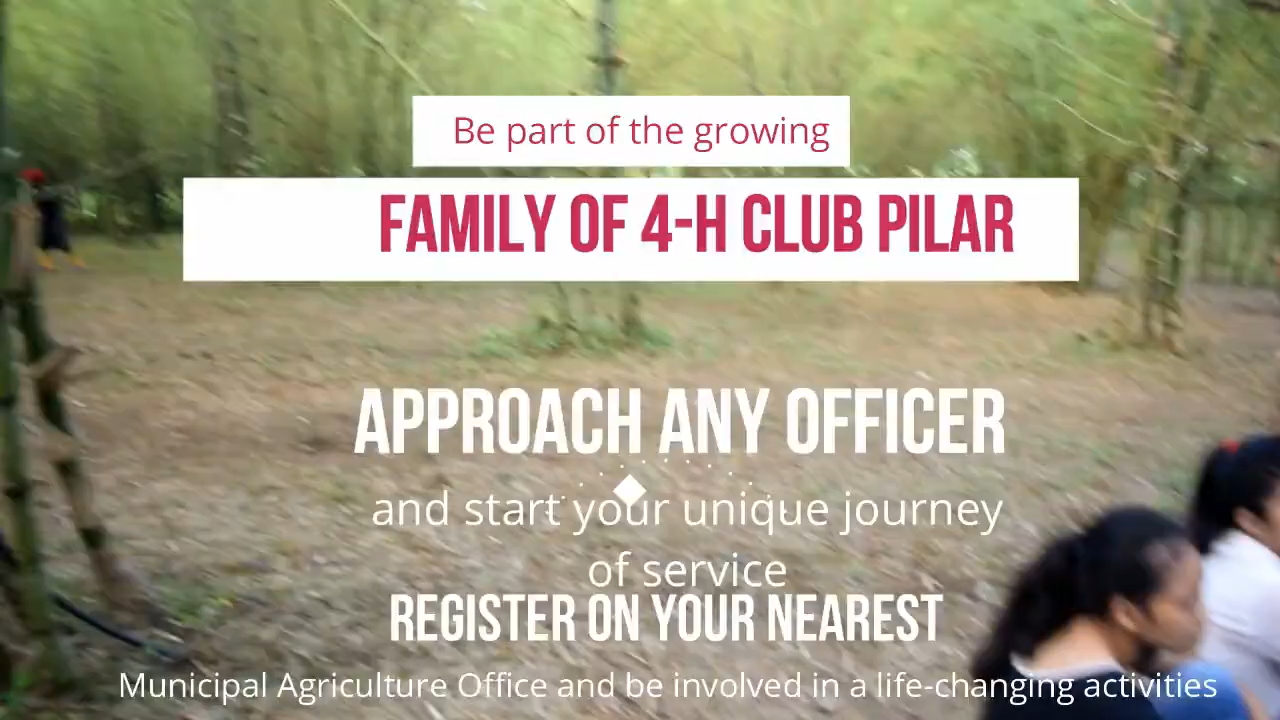 Be part of the growing
FAMILY OF 4-H CLUB PILAR
APPROACH ANY OFFICER
and start your unique journey
of service
REGISTER ON YOUR NEAREST
Municipal Agriculture Office and be involved in a life-changing activities